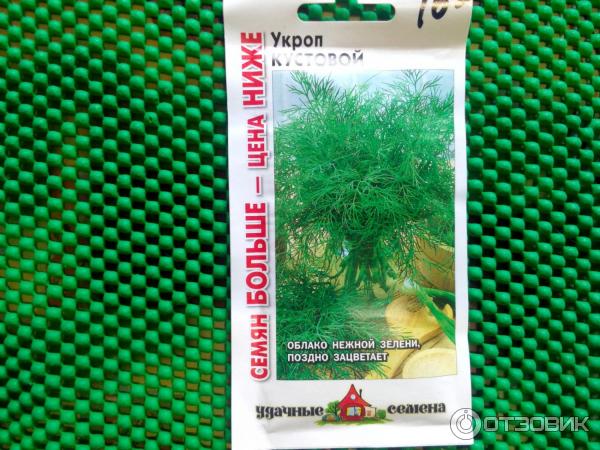 Укроп
КУСТОВОЙ
СЕМЯН БОЛЬШЕ — ЦЕНА НИЖЕ
ОБЛАКО НЕЖНОЙ ЗЕЛЕНИ,
ПОЗДНО ЗАЦВЕТАЕТ
удачные семена
ОТЗОВИК